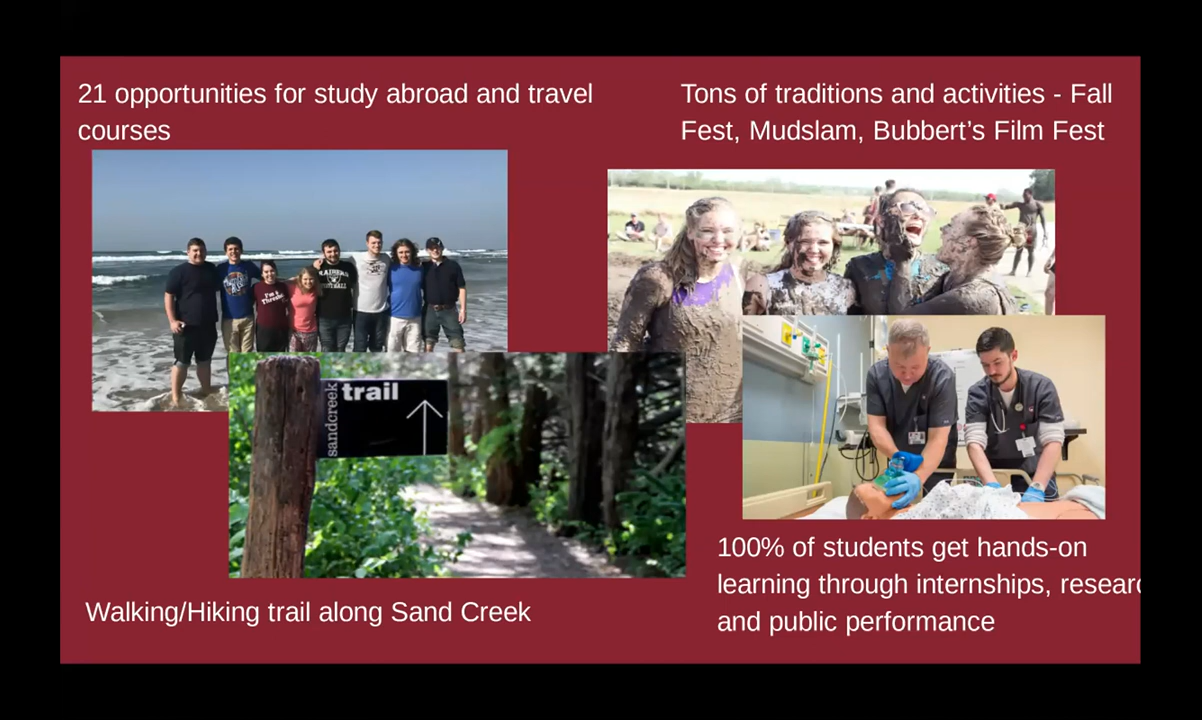 21 opportunities for study abroad and travel
courses
Tons of traditions and activities - Fall
Fest, Mudslam, Bubbert's Film Fest
sandcreek
trail
Walking/Hiking trail along Sand Creek
100% of students get hands-on
learning through internships, researc
and public performance